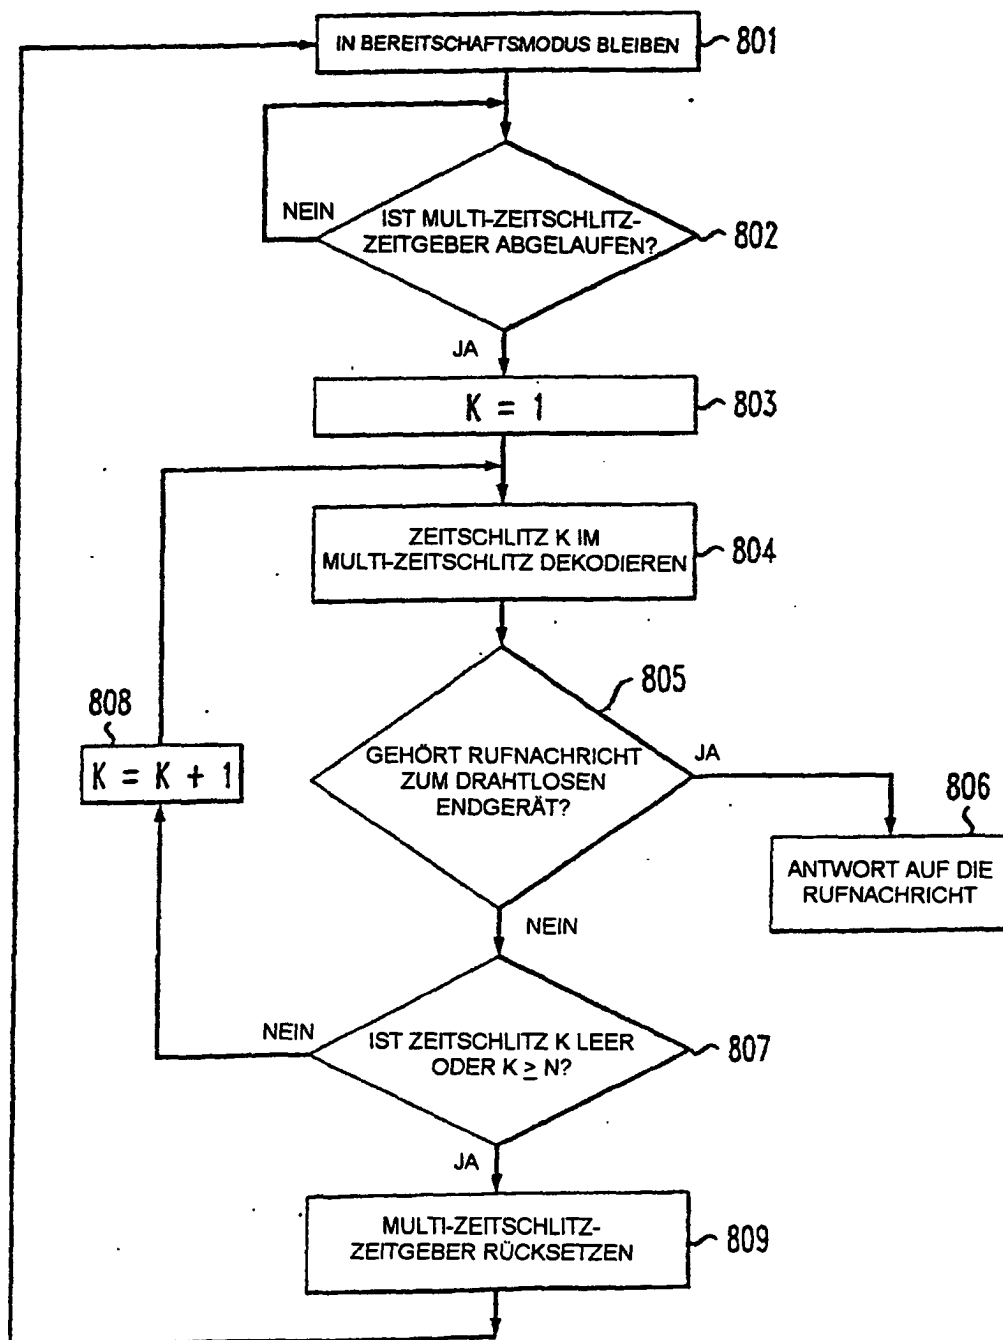 IN BEREITSCHAFTSMODUS BLEIBEN
801
NEIN
IST MULTI-ZEITSCHLITZ-
ZEITGEBER ABGELAUFEN?
802
JA
K = 1
803
ZEITSCHLITZ K IM
MULTI-ZEITSCHLITZ DEKODIEREN
804
805
808
K = K + 1
GEHÖRT RUFNACHRICHT
ZUM DRAHTLOSEN
ENDGERÄT?
JA
806
ANTWORT AUF DIE
RUFNACHRICHT
NEIN
NEIN
IST ZEITSCHLITZ K LEER
ODER K ≥ N?
807
JA
MULTI-ZEITSCHLITZ-
ZEITGEBER RÜCKSETZEN
809